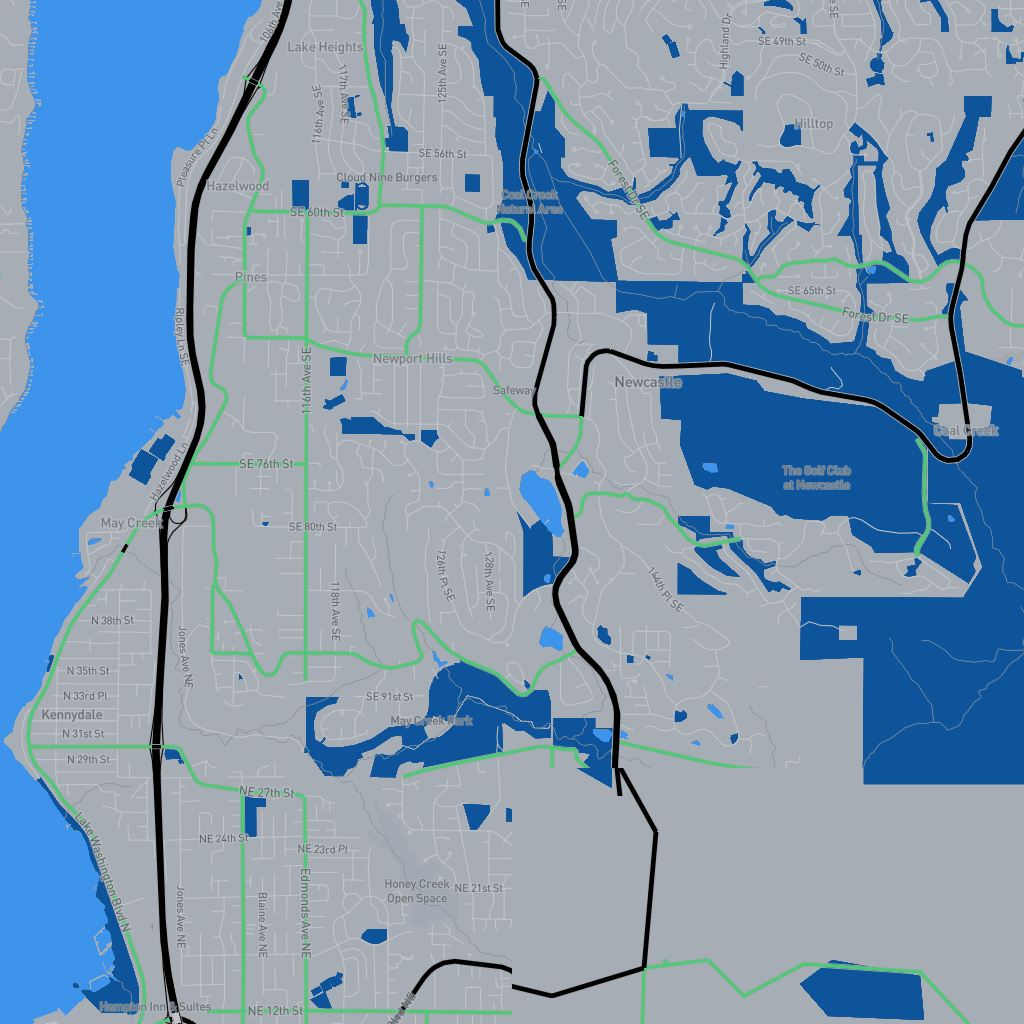 106th Ave
Lake Heights
Highland Dr
SE 49th St
SE 50th St
125th Ave SE
117th Ave SE
116th Ave SE
Hilltop
Pleasure Pt Ln
SE 56th St
Cloud Nine Burgers
Hazelwood
Forest Dr SE
Coal Creek
Natural Area
SE 60th St
Pines
SE 65th St
Forest Dr SE
Ripley Ln SE
Newport Hills
116th Ave SE
Newcastle
Safeway
Coal Creek
Hazelwood Ln
SE 76th St
The Golf Club
at Newcastle
May Creek
SE 80th St
126th Pl SE
128th Ave SE
144th Pl SE
118th Ave SE
N 38th St
Jones Ave NE
N 35th St
N 33rd Pl
SE 91st St
Kennydale
May Creek Park
N 31st St
N 29th St
NE 27th St
Lake Washington Blvd N
NE 24th St
NE 23rd Pl
Honey Creek
Open Space
NE 21st St
Jones Ave NE
Blaine Ave NE
Edmonds Ave NE
Hampton Inn & Suites
NE 12th St